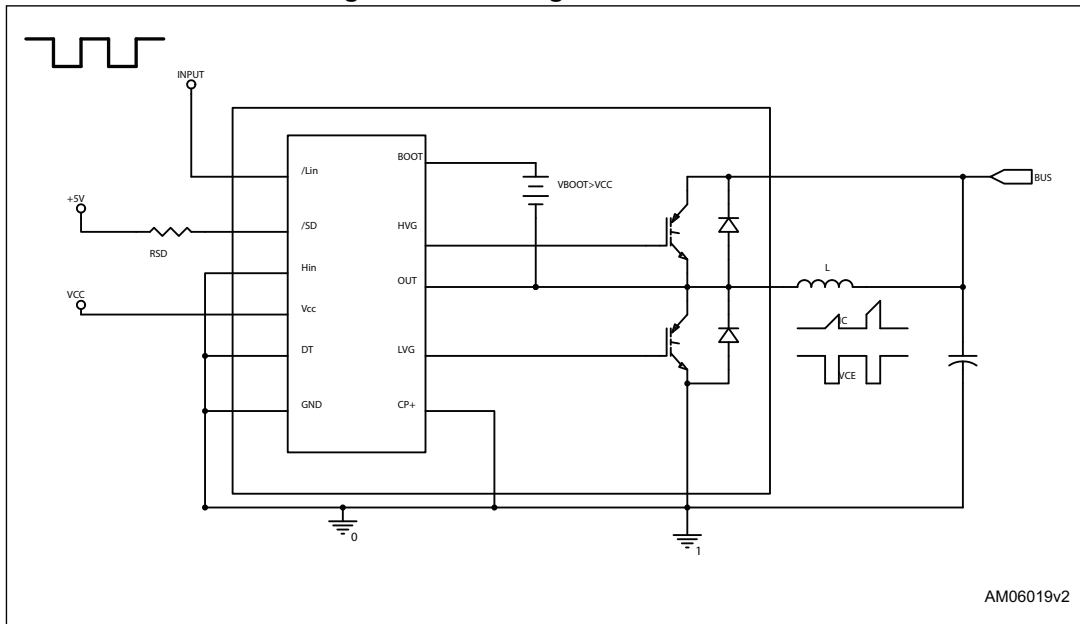 INPUT
/Lin
BOOT
VBOOT>VCC
BUS
+5V
/SD
HVG
RSD
Hin
OUT
L
VCC
Vcc
IC
DT
LVG
VCE
GND
CP+
0
1
AM06019v2